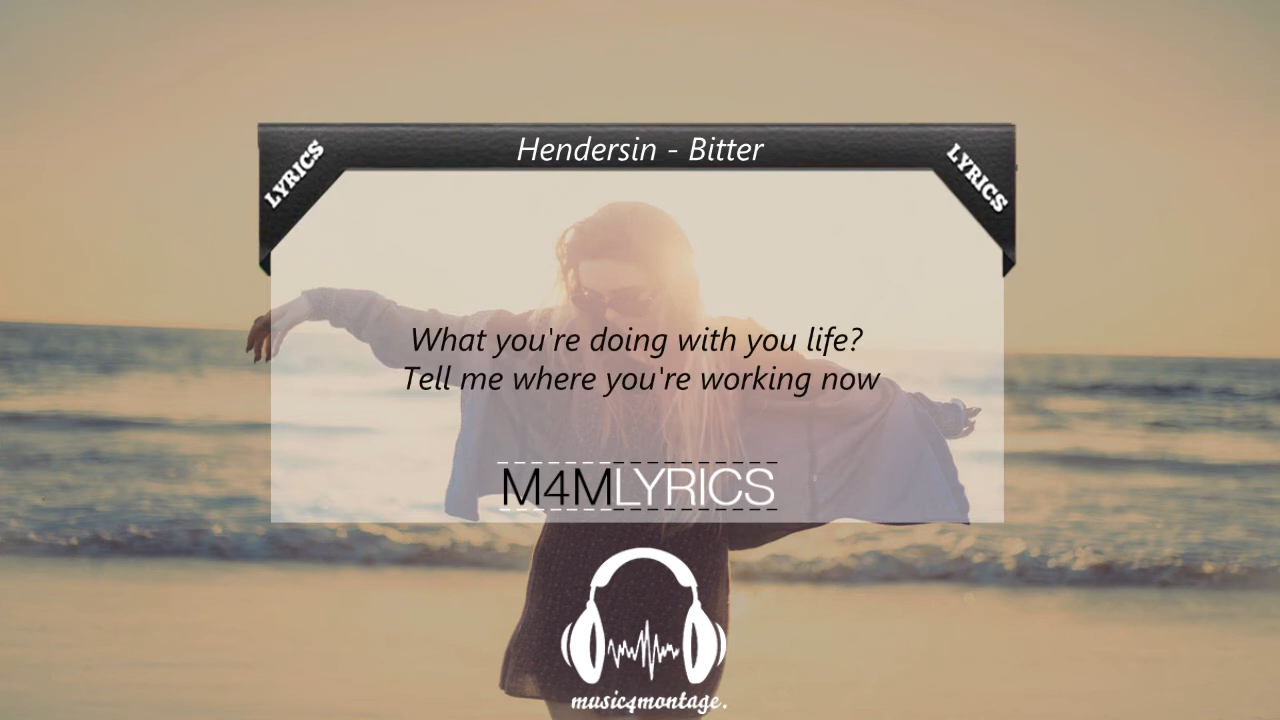 Hendersin - Bitter
LYRICS
LYRICS
What you're doing with you life?
Tell me where you're working now
M4MLYRICS
music4montage.